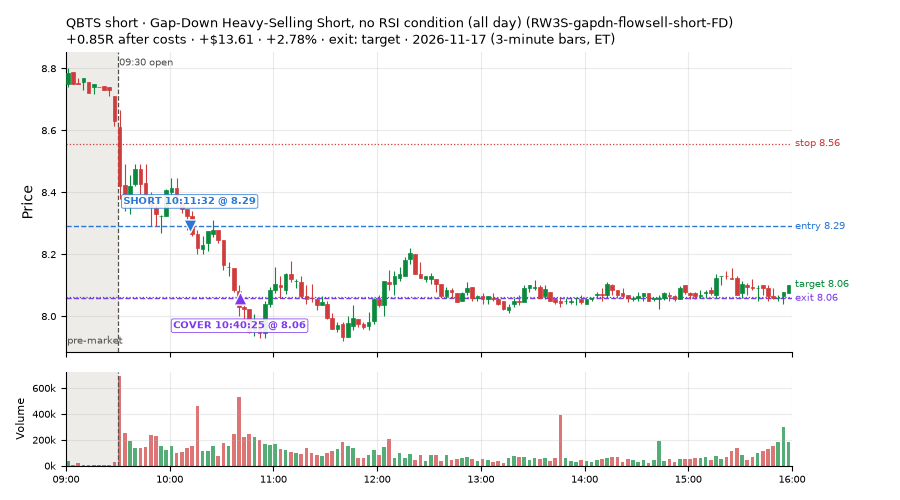 QBTS short · Gap-Down Heavy-Selling Short, no RSI condition (all day) (RW3S-gapdn-flowsell-short-FD)
+0.85R after costs · +$13.61 · +2.78% · exit: target · 2026-11-17 (3-minute bars, ET)
09:30 open
8.8
8.6
stop 8.56
8.4
SHORT 10:11:32 @ 8.29
Price
entry 8.29
8.2
target 8.06
exit 8.06
8.0
COVER 10:40:25 @ 8.06
pre-market
Volume
600k
400k
200k
0k
09:00 10:00 11:00 12:00 13:00 14:00 15:00 16:00